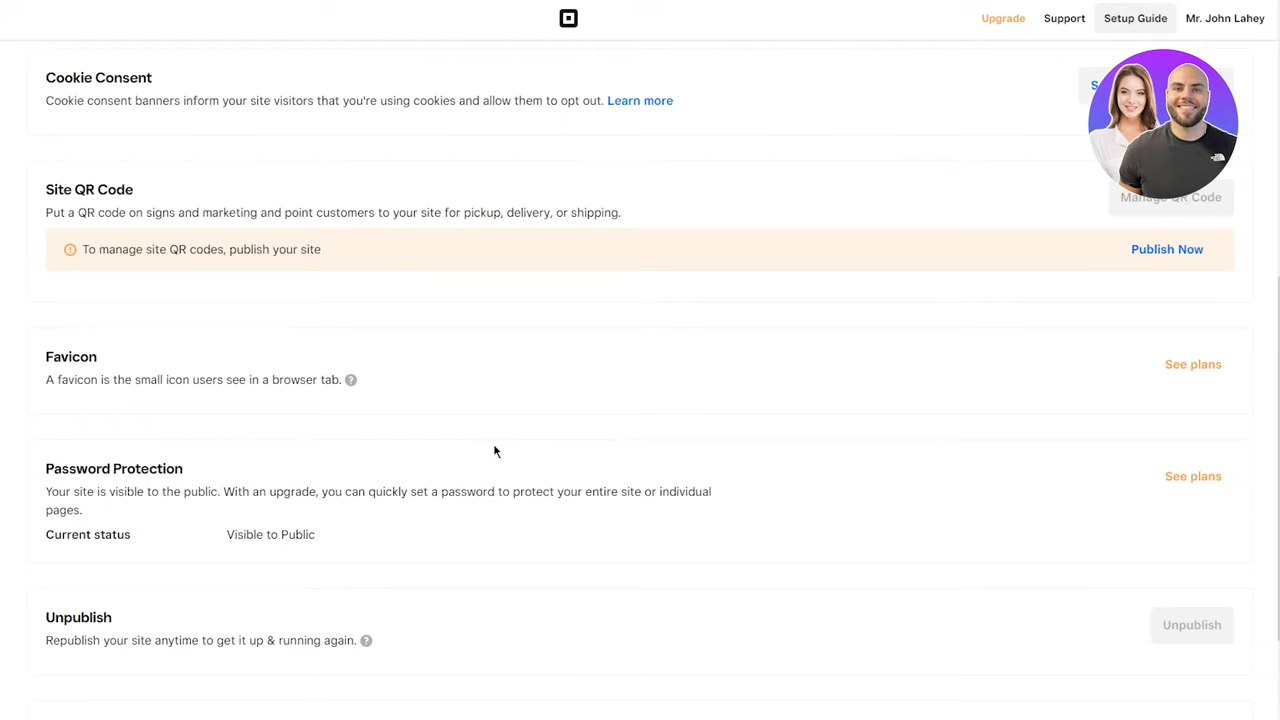 Upgrade Support Setup Guide Mr. John Lahey
Cookie Consent
Cookie consent banners inform your site visitors that you're using cookies and allow them to opt out. Learn more
Site QR Code
Put a QR code on signs and marketing and point customers to your site for pickup, delivery, or shipping.
Manage QR Code
To manage site QR codes, publish your site
Publish Now
Favicon
A favicon is the small icon users see in a browser tab.
See plans
Password Protection
Your site is visible to the public. With an upgrade, you can quickly set a password to protect your entire site or individual
pages.
See plans
Current status Visible to Public
Unpublish
Republish your site anytime to get it up & running again.
Unpublish